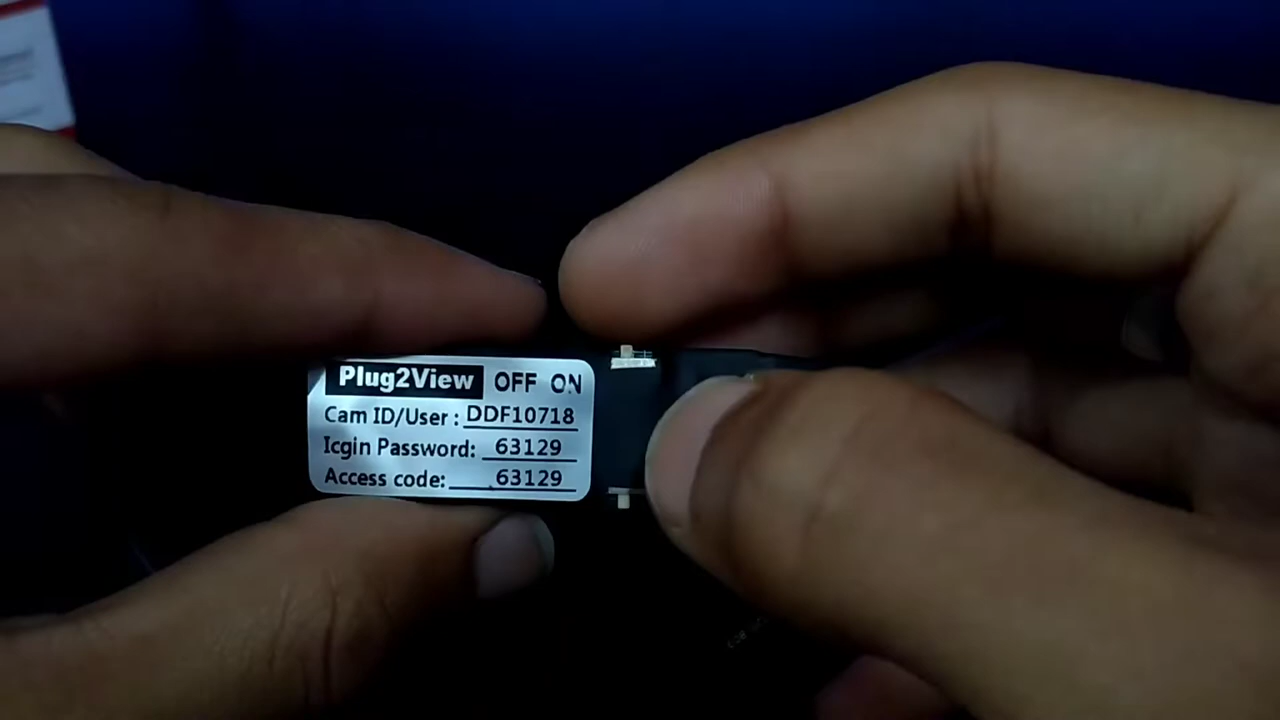 Plug2View OFF ON
Cam ID/User : DDF10718
Icgin Password: 63129
Access code: 63129